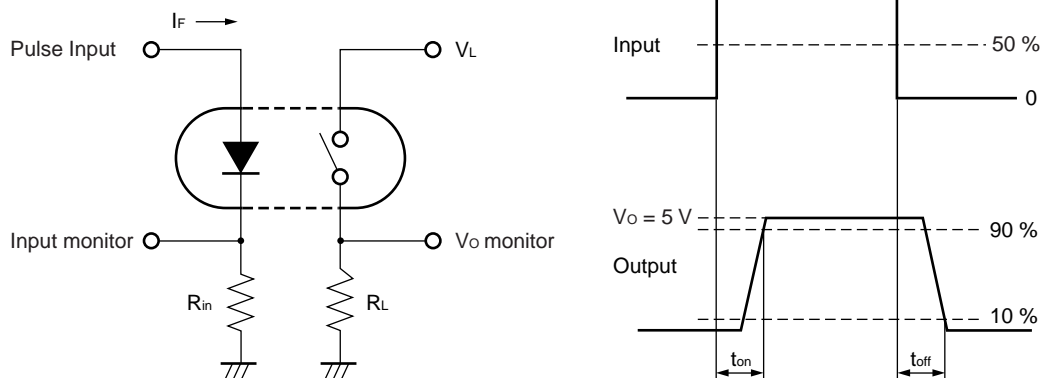 IF
Pulse Input
VL
Input monitor
VO monitor
Rin
RL
Input
50 %
0
VO = 5 V
90 %
Output
10 %
ton
toff